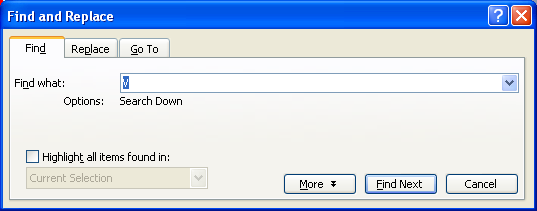 Find and Replace
Find Replace Go To
Find what: v
Options: Search Down
Highlight all items found in:
Current Selection
More Find Next Cancel